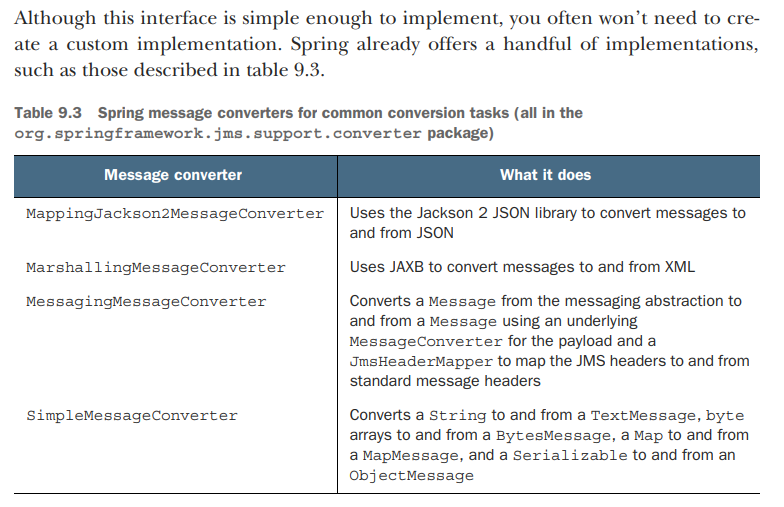 Although this interface is simple enough to implement, you often won't need to cre-
ate a custom implementation. Spring already offers a handful of implementations,
such as those described in table 9.3.
Table 9.3 Spring message converters for common conversion tasks (all in the
org.springframework.jms.support.converter package)
Message converter What it does
MappingJackson2MessageConverter Uses the Jackson 2 JSON library to convert messages to
and from JSON
MarshallingMessageConverter Uses JAXB to convert messages to and from XML
MessagingMessageConverter Converts a Message from the messaging abstraction to
and from a Message using an underlying
MessageConverter for the payload and a
JmsHeaderMapper to map the JMS headers to and from
standard message headers
SimpleMessageConverter Converts a String to and from a TextMessage, byte
arrays to and from a BytesMessage, a Map to and from
a MapMessage, and a Serializable to and from an
ObjectMessage